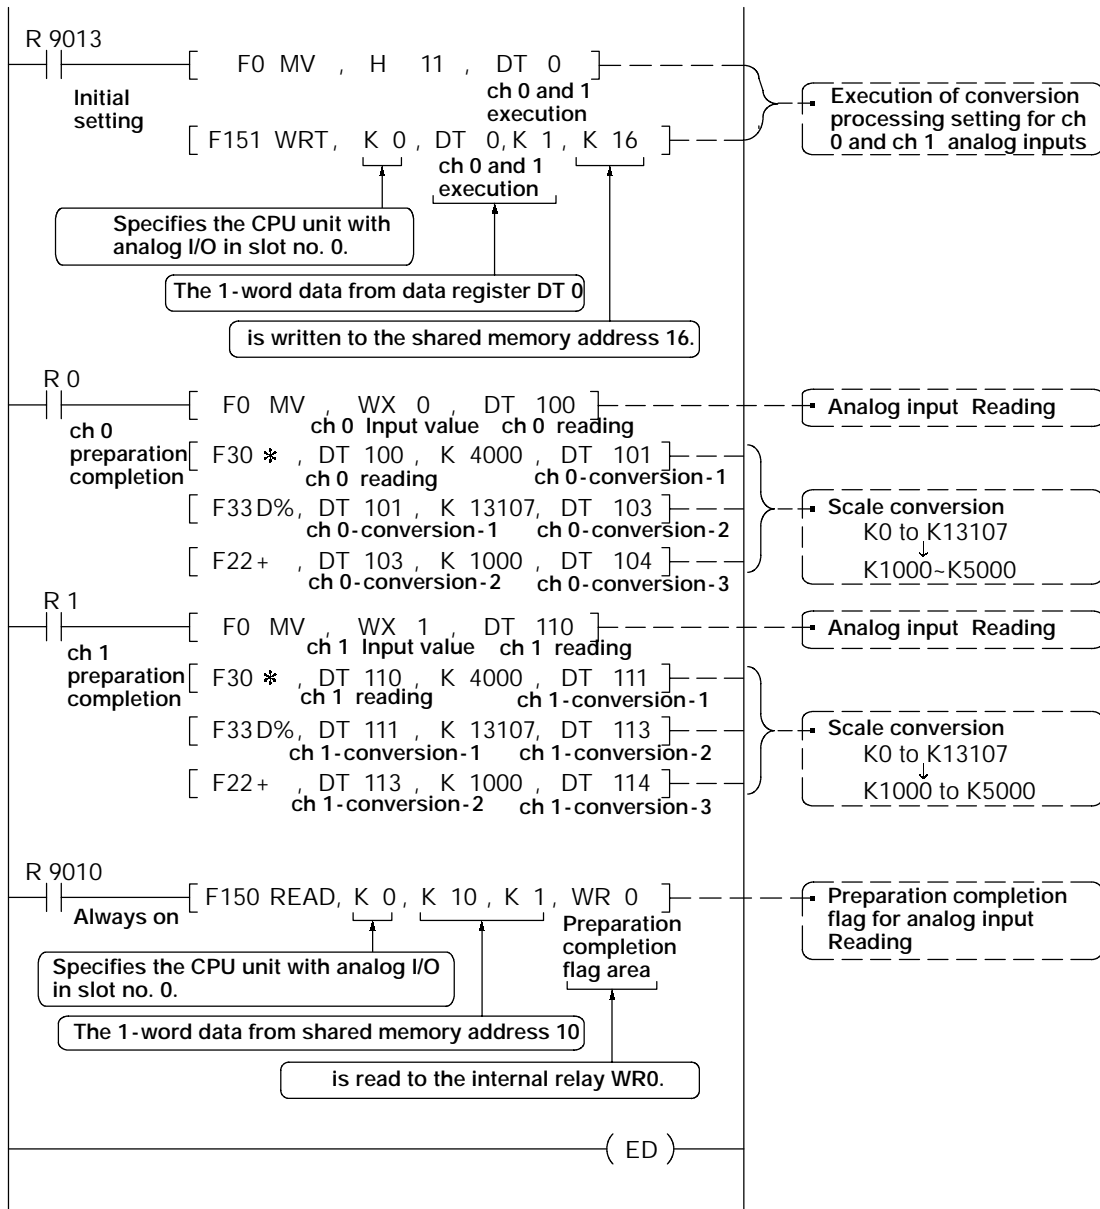 R 9013
F0 MV , H 11 , DT 0
Initial
setting
ch 0 and 1
execution
Execution of conversion
processing setting for ch
0 and ch 1 analog inputs
F151 WRT, K 0, DT 0, K 1, K 16
ch 0 and 1
execution
Specifies the CPU unit with
analog I/O in slot no. 0.
The 1-word data from data register DT 0
is written to the shared memory address 16.
R 0
F0 MV , WX 0 , DT 100
Analog input Reading
ch 0
preparation
completion
ch 0 Input value ch 0 reading
F30 * , DT 100 , K 4000 , DT 101
ch 0 reading ch 0-conversion-1
F33D%, DT 101 , K 13107, DT 103
ch 0-conversion-1 ch 0-conversion-2
Scale conversion
K0 to K13107
↓
K1000~K5000
F22+ , DT 103 , K 1000 , DT 104
ch 0-conversion-2 ch 0-conversion-3
R 1
F0 MV , WX 1 , DT 110
Analog input Reading
ch 1
preparation
completion
ch 1 Input value ch 1 reading
F30 * , DT 110 , K 4000 , DT 111
ch 1 reading ch 1-conversion-1
F33D%, DT 111 , K 13107, DT 113
ch 1-conversion-1 ch 1-conversion-2
Scale conversion
K0 to K13107
↓
K1000 to K5000
F22+ , DT 113 , K 1000 , DT 114
ch 1-conversion-2 ch 1-conversion-3
R 9010
Always on
F150 READ, K 0 , K 10 , K 1 , WR 0
Preparation
completion
flag area
Preparation completion
flag for analog input
Reading
Specifies the CPU unit with analog I/O
in slot no. 0.
The 1-word data from shared memory address 10
is read to the internal relay WR0.
( ED )